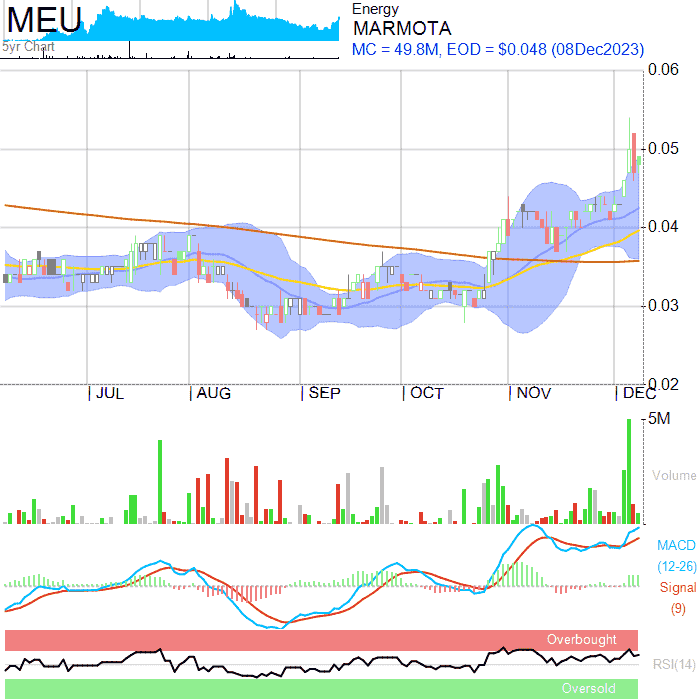 MEU
5yr Chart
Energy
MARMOTA
MC = 49.8M, EOD = $0.048 (08Dec2023)
0.06
0.05
0.04
0.03
0.02
JUL AUG SEP OCT NOV DEC
5M
Volume
MACD
(12-26)
Signal
(9)
Overbought
RSI(14)
Oversold